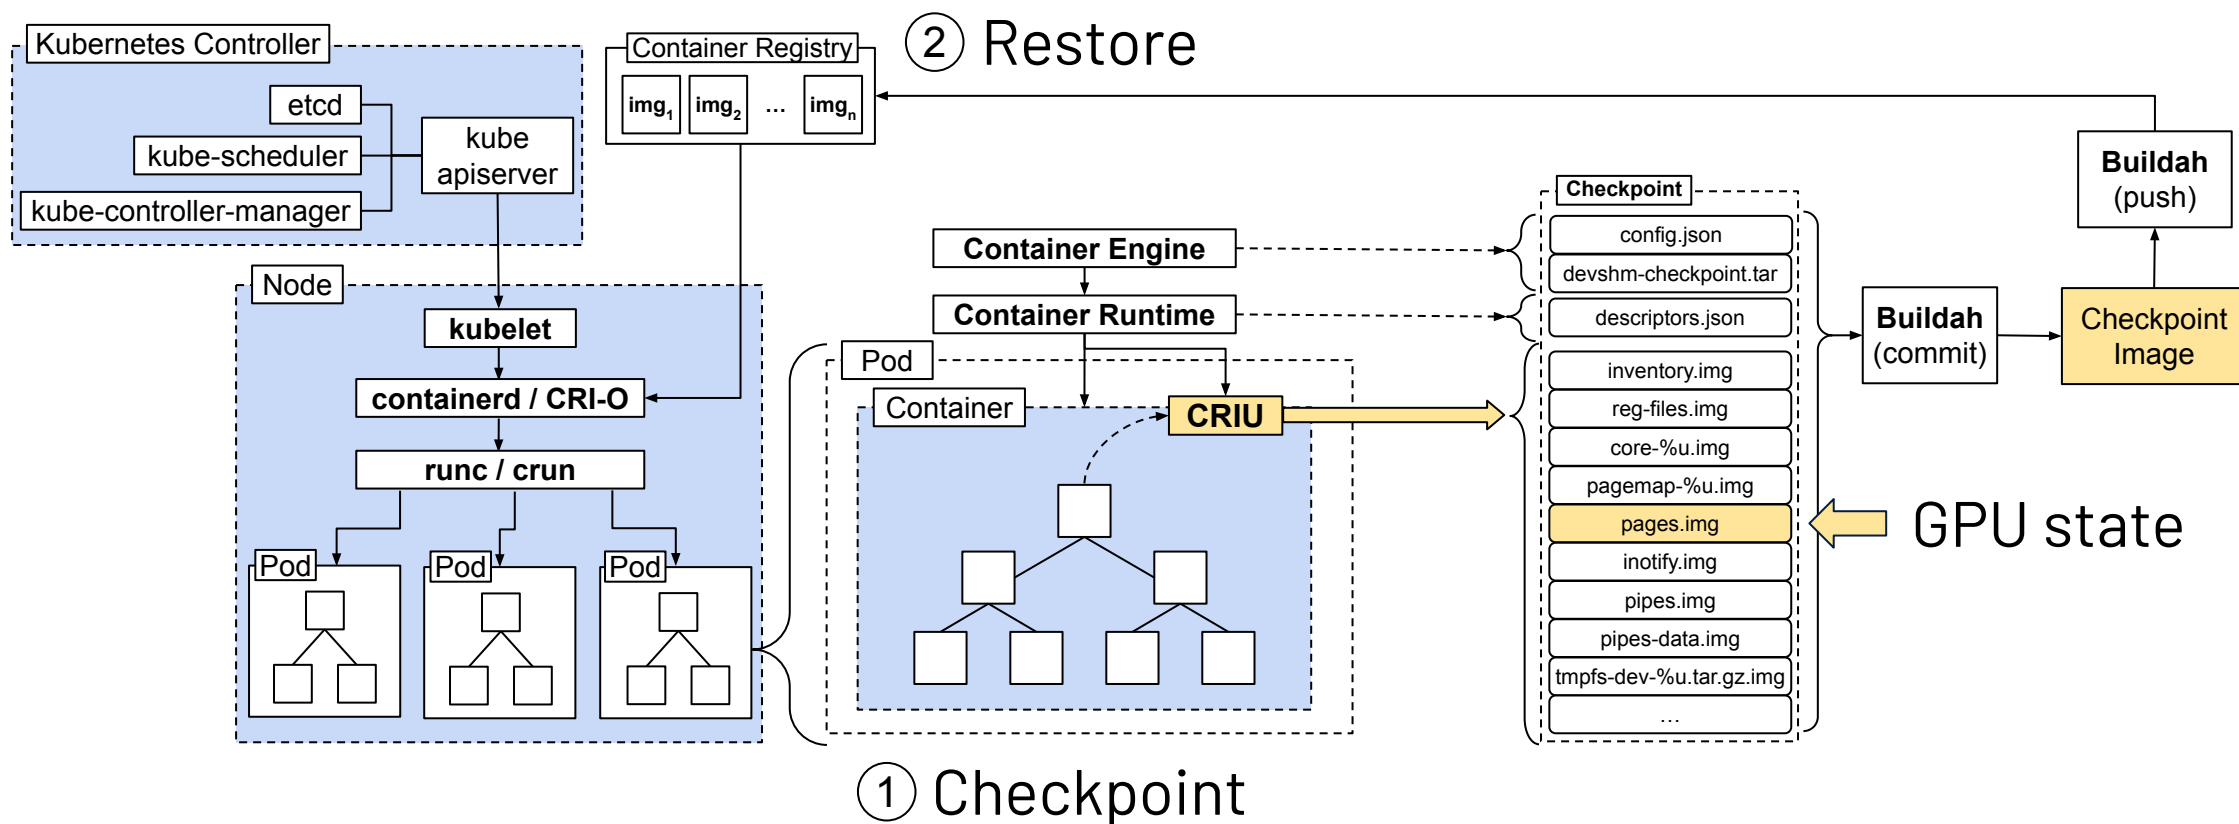 Kubernetes Controller
etcd
kube-scheduler
kube-controller-manager
kube
apiserver
Container Registry
img1
img2
...
imgn
2 Restore
Node
kubelet
containerd / CRI-O
runc / crun
Pod
Pod
Pod
Container Engine
Container Runtime
Pod
Container
CRIU
1 Checkpoint
Checkpoint
config.json
devshm-checkpoint.tar
descriptors.json
inventory.img
reg-files.img
core-%u.img
pagemap-%u.img
pages.img
inotify.img
pipes.img
pipes-data.img
tmpfs-dev-%u.tar.gz.img
...
GPU state
Buildah
(commit)
Checkpoint
Image
Buildah
(push)